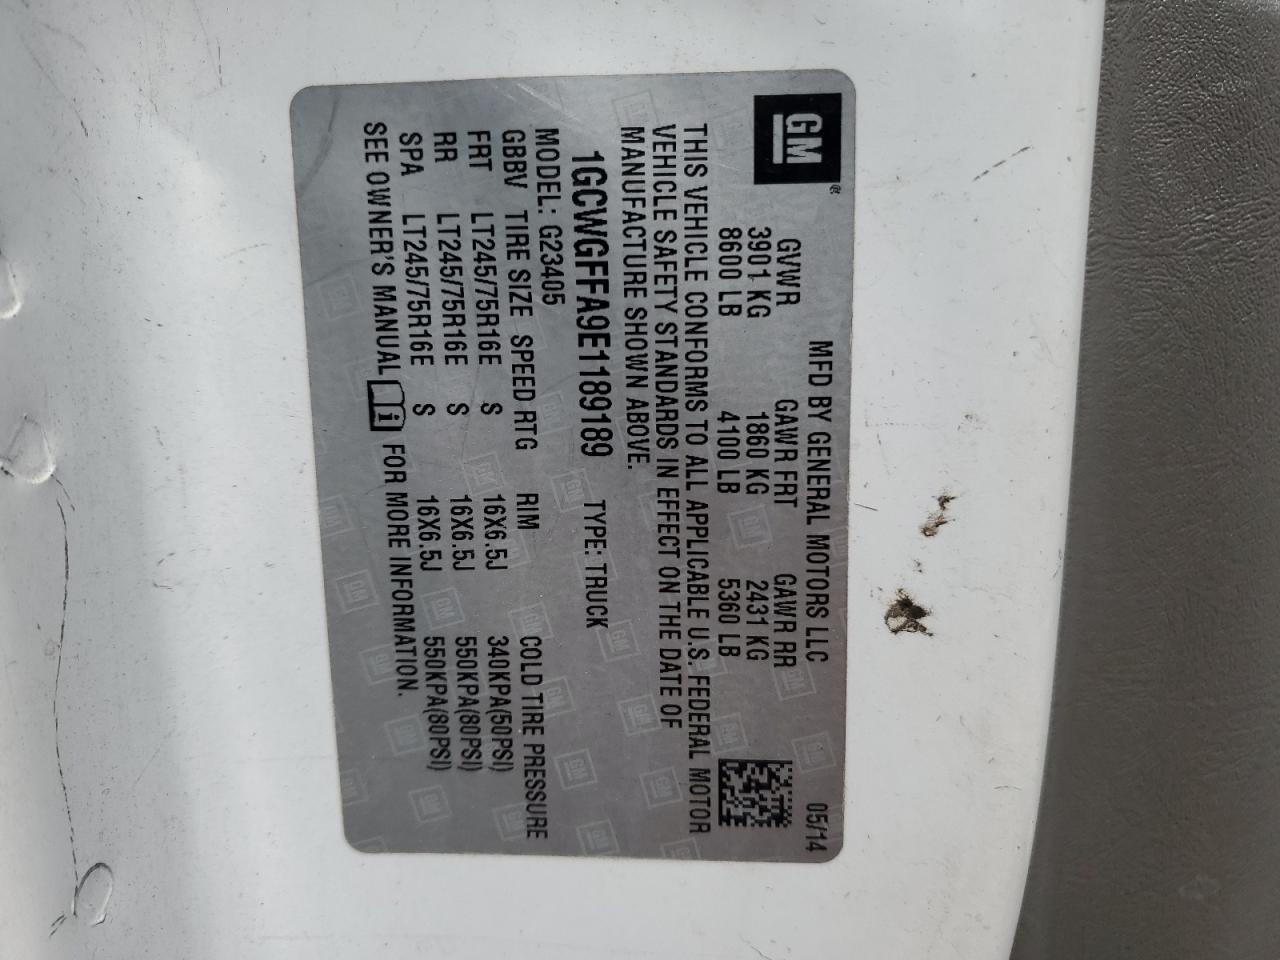 GM®
MFD BY GENERAL MOTORS LLC 05/14
GVWR GAWR FRT GAWR RR
3901 KG 1860 KG 2431 KG
8600 LB 4100 LB 5360 LB
THIS VEHICLE CONFORMS TO ALL APPLICABLE U.S. FEDERAL MOTOR
VEHICLE SAFETY STANDARDS IN EFFECT ON THE DATE OF
MANUFACTURE SHOWN ABOVE.
1GCWGFFA9E1189189 TYPE: TRUCK
MODEL: G23405
GBBV TIRE SIZE SPEED RTG RIM COLD TIRE PRESSURE
FRT LT245/75R16E S 16X6.5J 340KPA(50PSI)
RR LT245/75R16E S 16X6.5J 550KPA(80PSI)
SPA LT245/75R16E S 16X6.5J 550KPA(80PSI)
SEE OWNER'S MANUAL i FOR MORE INFORMATION.